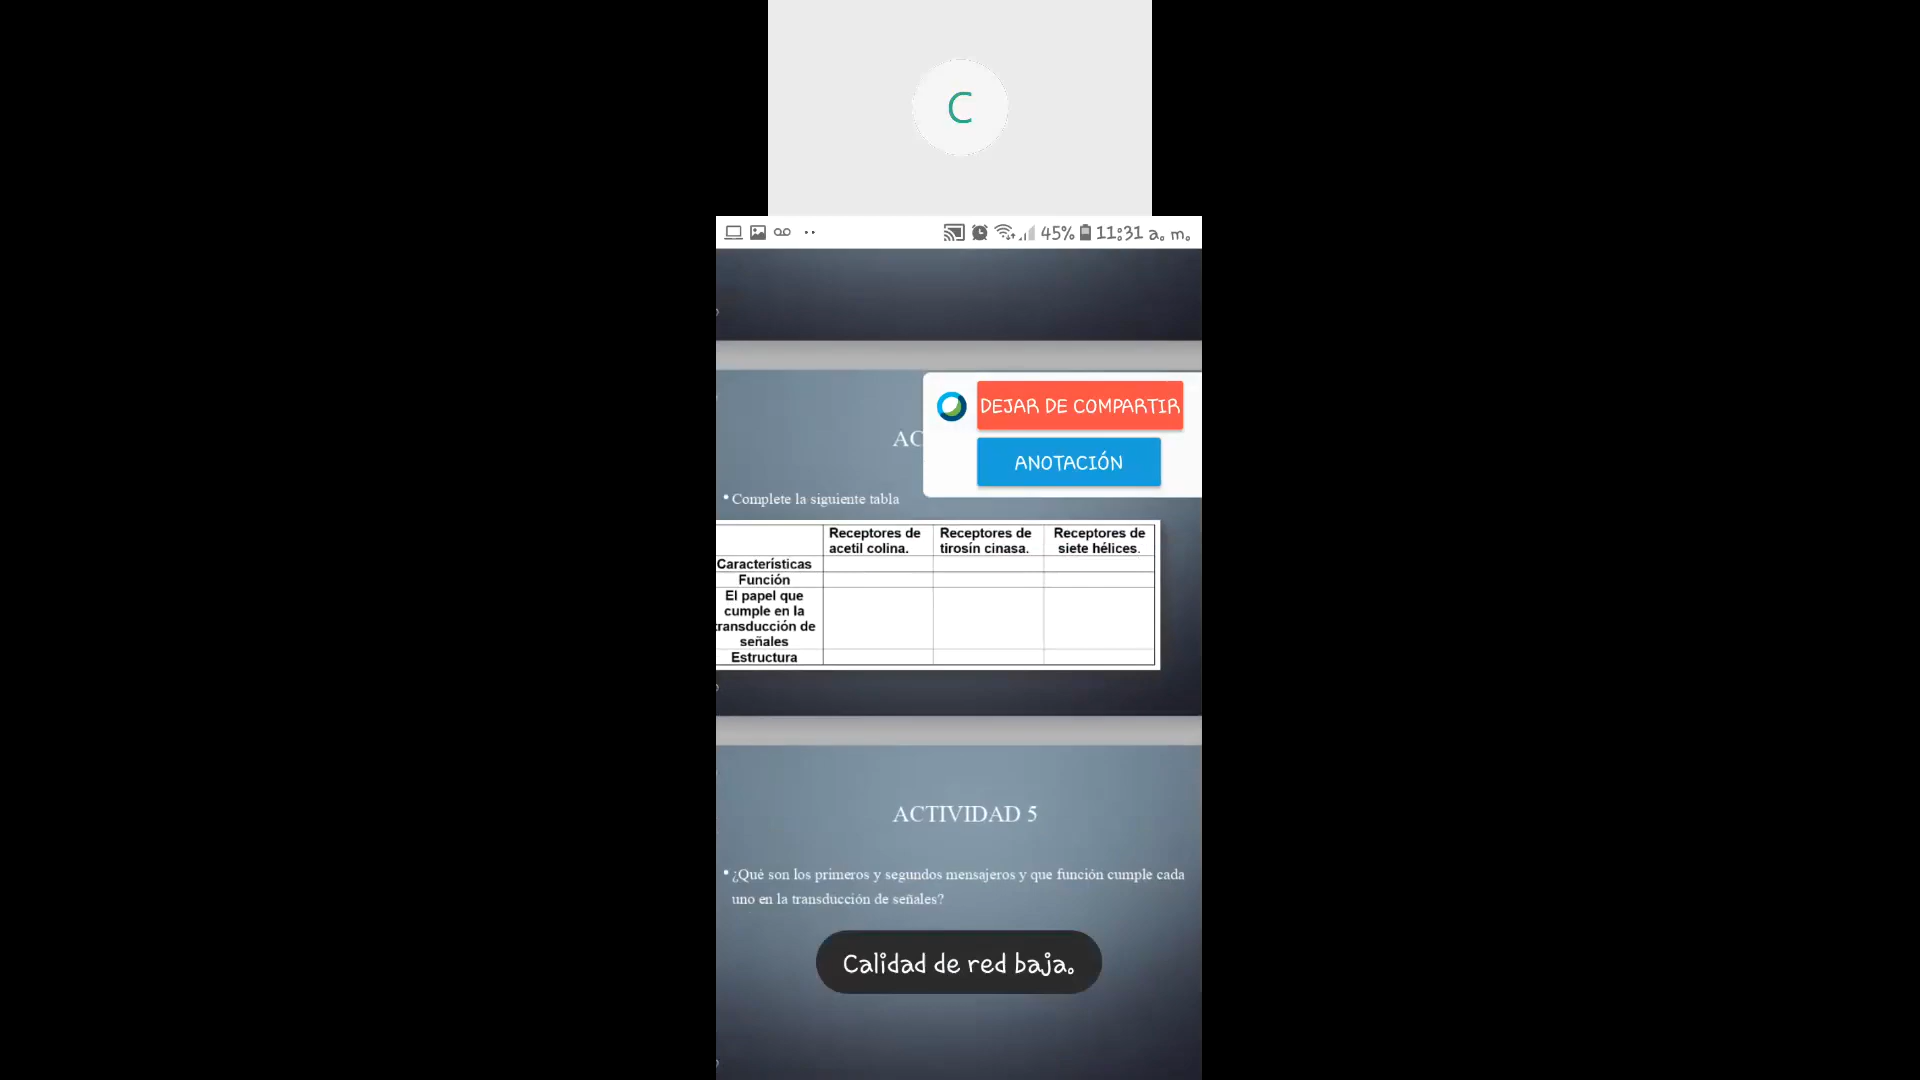 C
45% 11:31 a. m.
DEJAR DE COMPARTIR
AC
ANOTACIÓN
• Complete la siguiente tabla
Receptores de acetil colina. Receptores de tirosín cinasa. Receptores de siete hélices.
Características
Función
El papel que
cumple en la
transducción de
señales
Estructura
ACTIVIDAD 5
• ¿Qué son los primeros y segundos mensajeros y que función cumple cada
uno en la transducción de señales?
Calidad de red baja.